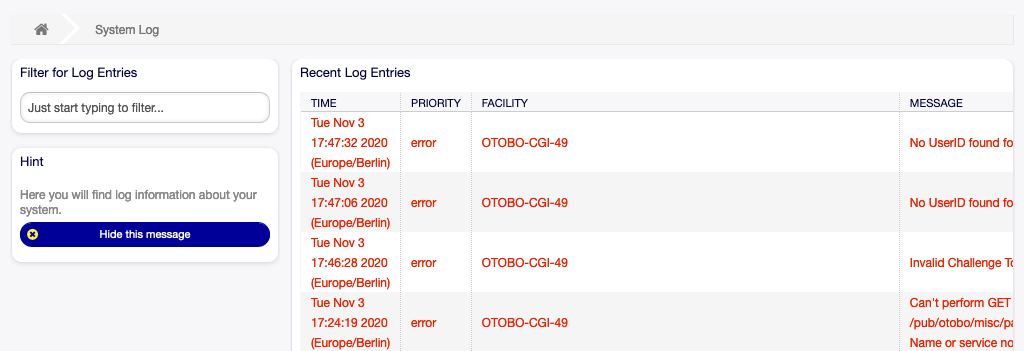 System Log
Filter for Log Entries
Just start typing to filter...
Hint
Here you will find log information about your
system.
Hide this message
Recent Log Entries
TIME PRIORITY FACILITY MESSAGE
Tue Nov 3
17:47:32 2020 error OTOBO-CGI-49 No UserID found fo
(Europe/Berlin)
Tue Nov 3
17:47:06 2020 error OTOBO-CGI-49 No UserID found fo
(Europe/Berlin)
Tue Nov 3
17:46:28 2020 error OTOBO-CGI-49 Invalid Challenge To
(Europe/Berlin)
Tue Nov 3 Can't perform GET
17:24:19 2020 error OTOBO-CGI-49 /pub/otobo/misc/pa
(Europe/Berlin) Name or service no